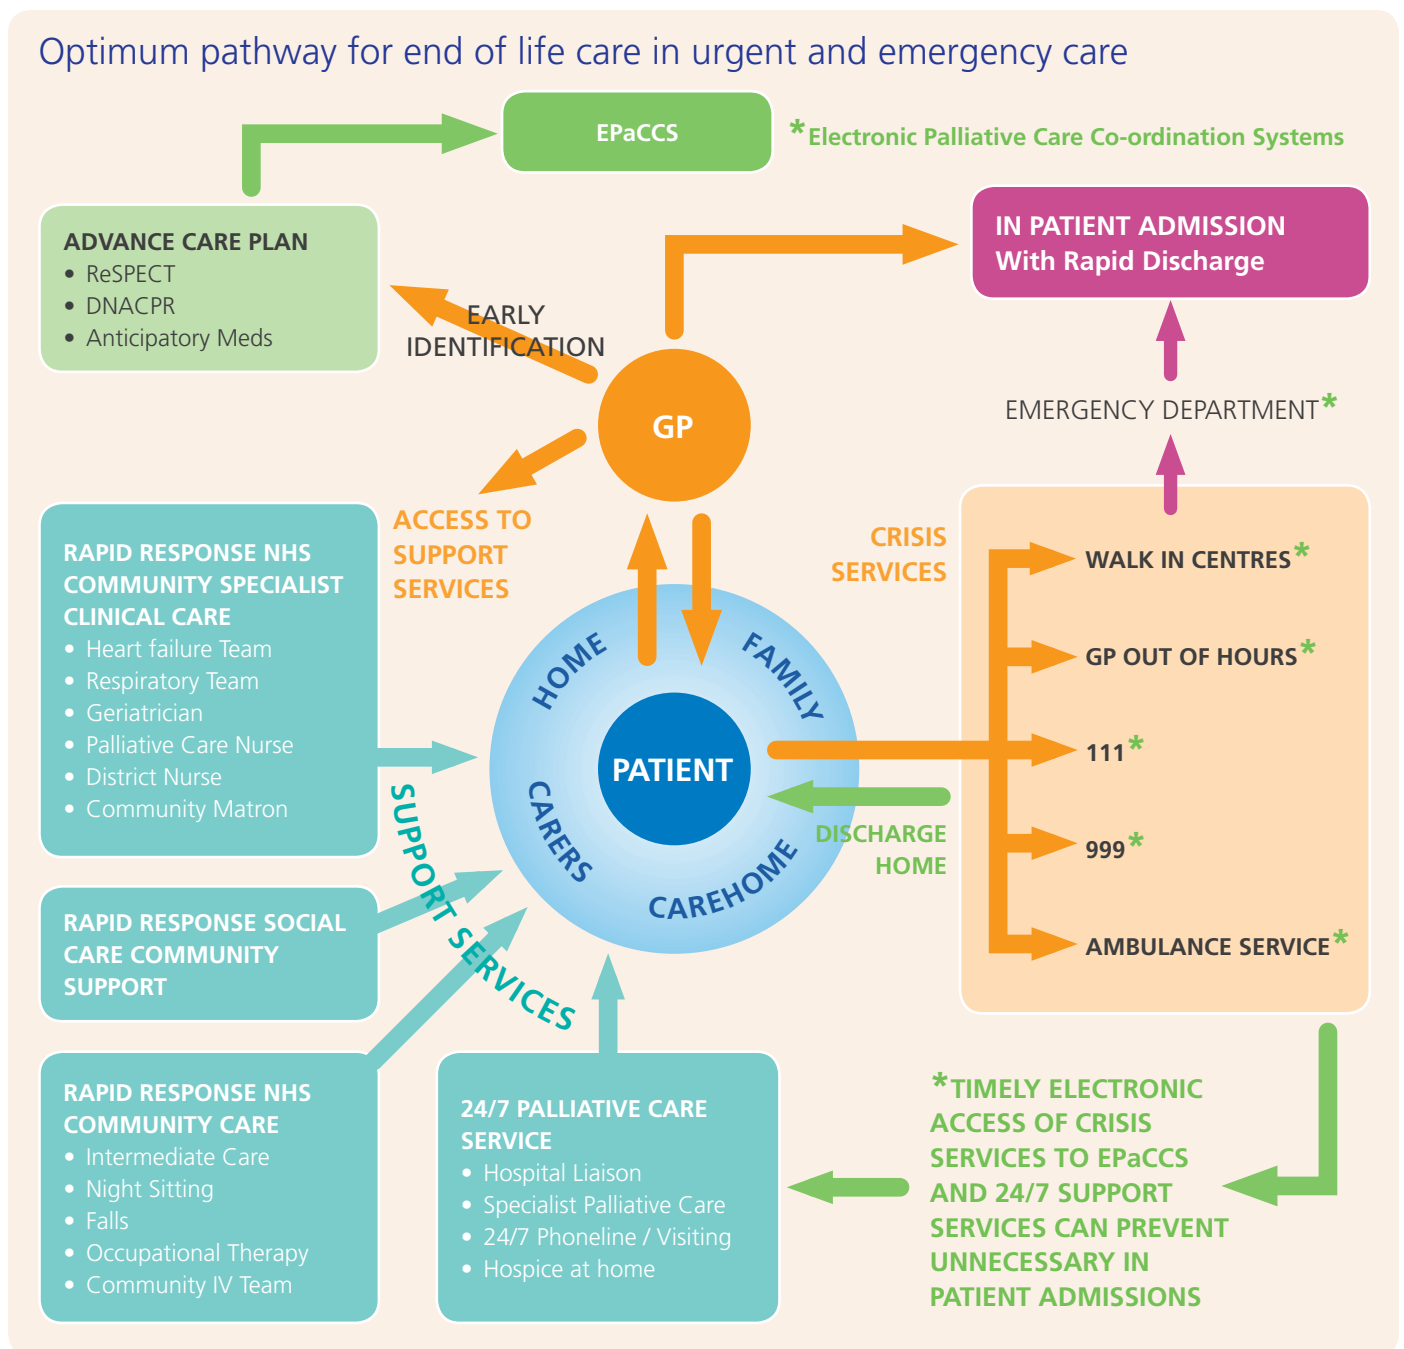 Optimum pathway for end of life care in urgent and emergency care
EPaCCS
*Electronic Palliative Care Co-ordination Systems
ADVANCE CARE PLAN
• ReSPECT
• DNACPR
• Anticipatory Meds
IN PATIENT ADMISSION
With Rapid Discharge
EARLY
IDENTIFICATION
GP
EMERGENCY DEPARTMENT*
ACCESS TO
SUPPORT
SERVICES
CRISIS
SERVICES
RAPID RESPONSE NHS
COMMUNITY SPECIALIST
CLINICAL CARE
• Heart failure Team
• Respiratory Team
• Geriatrician
• Palliative Care Nurse
• District Nurse
• Community Matron
HOME
FAMILY
PATIENT
CARERS
CAREHOME
WALK IN CENTRES*
GP OUT OF HOURS*
111*
999*
AMBULANCE SERVICE*
DISCHARGE
HOME
SUPPORT SERVICES
RAPID RESPONSE SOCIAL
CARE COMMUNITY
SUPPORT
RAPID RESPONSE NHS
COMMUNITY CARE
• Intermediate Care
• Night Sitting
• Falls
• Occupational Therapy
• Community IV Team
24/7 PALLIATIVE CARE
SERVICE
• Hospital Liaison
• Specialist Palliative Care
• 24/7 Phoneline / Visiting
• Hospice at home
*TIMELY ELECTRONIC
ACCESS OF CRISIS
SERVICES TO EPaCCS
AND 24/7 SUPPORT
SERVICES CAN PREVENT
UNNECESSARY IN
PATIENT ADMISSIONS